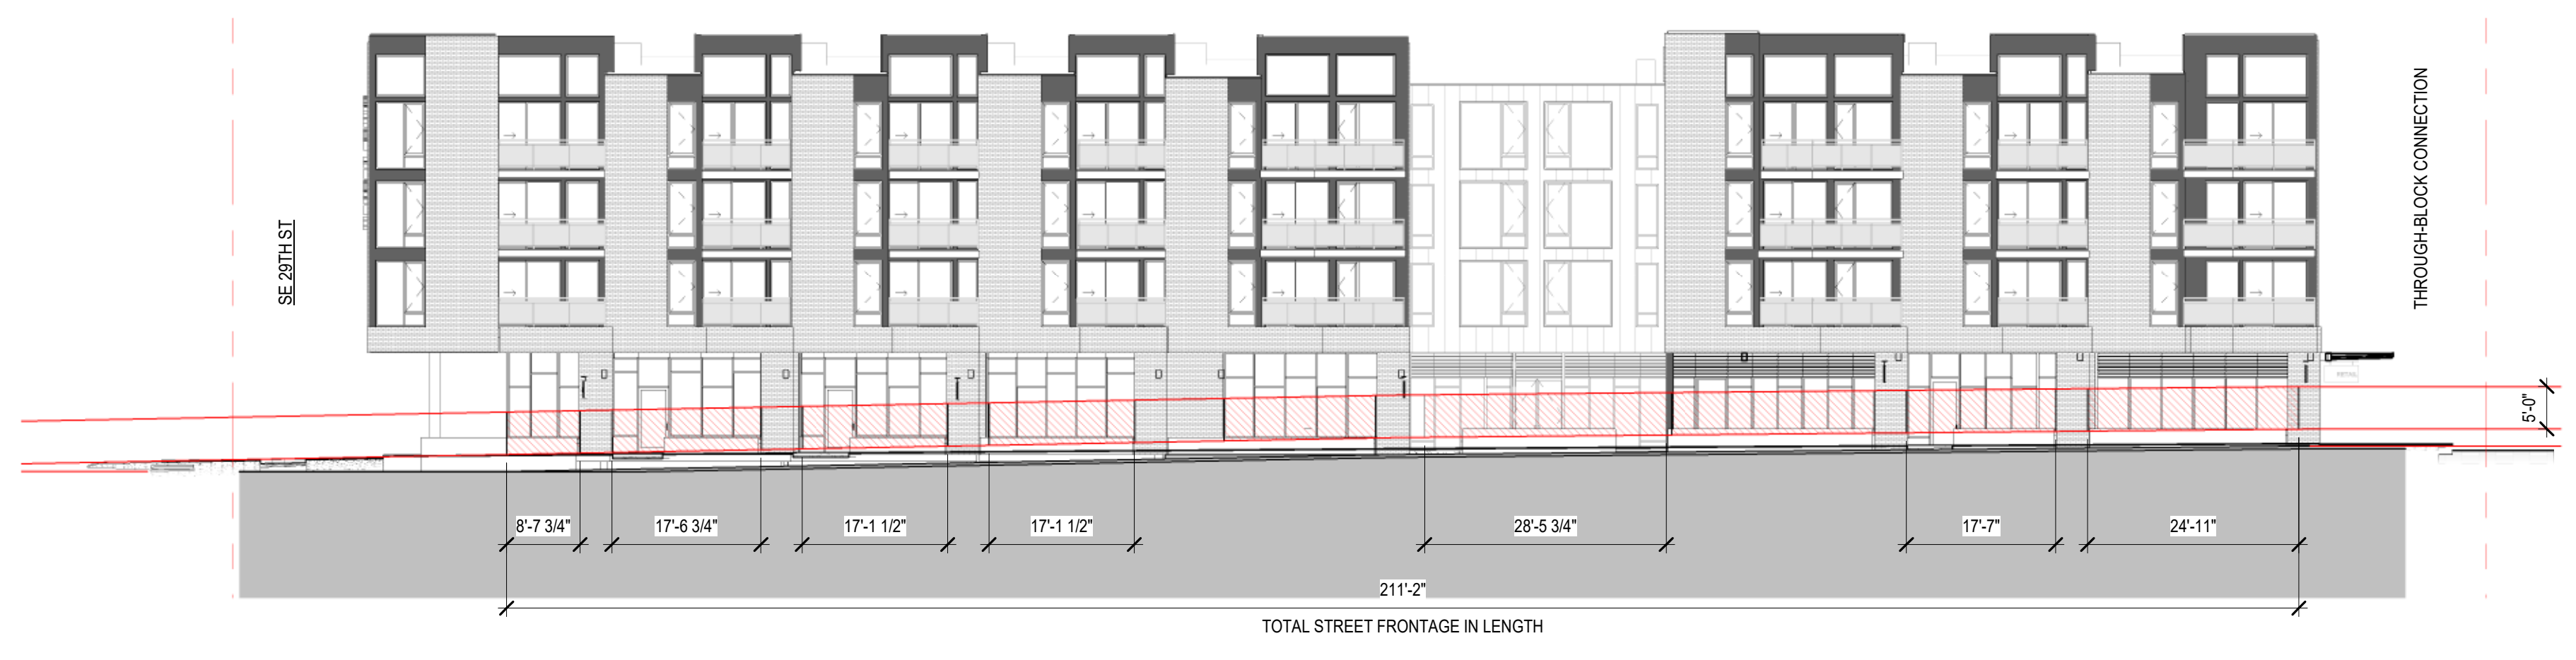 SE 29TH ST
THROUGH-BLOCK CONNECTION
RETAIL
5'-0"
8'-7 3/4"
17'-6 3/4"
17'-1 1/2"
17'-1 1/2"
28'-5 3/4"
17'-7"
24'-11"
211'-2"
TOTAL STREET FRONTAGE IN LENGTH